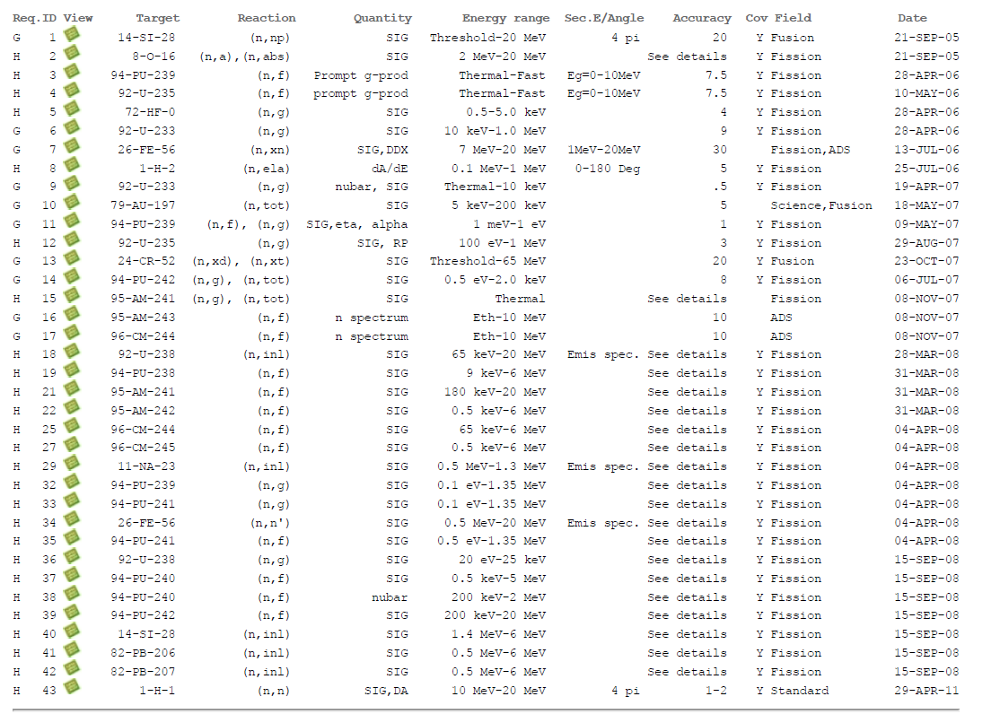 Req.ID View Target Reaction Quantity Energy range Sec.E/Angle Accuracy Cov Field Date
G 1 14-SI-28 (n,np) SIG Threshold-20 MeV 4 pi 20 Y Fusion 21-SEP-05
H 2 8-O-16 (n,a),(n,abs) SIG 2 MeV-20 MeV See details Y Fission 21-SEP-05
H 3 94-PU-239 (n,f) Prompt g-prod Thermal-Fast Eg=0-10MeV 7.5 Y Fission 28-APR-06
H 4 92-U-235 (n,f) prompt g-prod Thermal-Fast Eg=0-10MeV 7.5 Y Fission 10-MAY-06
H 5 72-HF-0 (n,g) SIG 0.5-5.0 keV 4 Y Fission 28-APR-06
G 6 92-U-233 (n,g) SIG 10 keV-1.0 MeV 9 Y Fission 28-APR-06
G 7 26-FE-56 (n,xn) SIG,DDX 7 MeV-20 MeV 1MeV-20MeV 30 Fission,ADS 13-JUL-06
H 8 1-H-2 (n,ela) dA/dE 0.1 MeV-1 MeV 0-180 Deg 5 Y Fission 25-JUL-06
G 9 92-U-233 (n,g) nubar, SIG Thermal-10 keV .5 Y Fission 19-APR-07
G 10 79-AU-197 (n,tot) SIG 5 keV-200 keV 5 Science,Fusion 18-MAY-07
G 11 94-PU-239 (n,f), (n,g) SIG,eta, alpha 1 meV-1 eV 1 Y Fission 09-MAY-07
H 12 92-U-235 (n,g) SIG, RP 100 eV-1 MeV 3 Y Fission 29-AUG-07
G 13 24-CR-52 (n,xd), (n,xt) SIG Threshold-65 MeV 20 Y Fusion 23-OCT-07
G 14 94-PU-242 (n,g), (n,tot) SIG 0.5 eV-2.0 keV 8 Y Fission 06-JUL-07
H 15 95-AM-241 (n,g), (n,tot) SIG Thermal See details Fission 08-NOV-07
G 16 95-AM-243 (n,f) n spectrum Eth-10 MeV 10 ADS 08-NOV-07
G 17 96-CM-244 (n,f) n spectrum Eth-10 MeV 10 ADS 08-NOV-07
H 18 92-U-238 (n,inl) SIG 65 keV-20 MeV Emis spec. See details Y Fission 28-MAR-08
H 19 94-PU-238 (n,f) SIG 9 keV-6 MeV See details Y Fission 31-MAR-08
H 21 95-AM-241 (n,f) SIG 180 keV-20 MeV See details Y Fission 31-MAR-08
H 22 95-AM-242 (n,f) SIG 0.5 keV-6 MeV See details Y Fission 31-MAR-08
H 25 96-CM-244 (n,f) SIG 65 keV-6 MeV See details Y Fission 04-APR-08
H 27 96-CM-245 (n,f) SIG 0.5 keV-6 MeV See details Y Fission 04-APR-08
H 29 11-NA-23 (n,inl) SIG 0.5 MeV-1.3 MeV Emis spec. See details Y Fission 04-APR-08
H 32 94-PU-239 (n,g) SIG 0.1 eV-1.35 MeV See details Y Fission 04-APR-08
H 33 94-PU-241 (n,g) SIG 0.1 eV-1.35 MeV See details Y Fission 04-APR-08
H 34 26-FE-56 (n,n') SIG 0.5 MeV-20 MeV Emis spec. See details Y Fission 04-APR-08
H 35 94-PU-241 (n,f) SIG 0.5 eV-1.35 MeV See details Y Fission 04-APR-08
H 36 92-U-238 (n,g) SIG 20 eV-25 keV See details Y Fission 15-SEP-08
H 37 94-PU-240 (n,f) SIG 0.5 keV-5 MeV See details Y Fission 15-SEP-08
H 38 94-PU-240 (n,f) nubar 200 keV-2 MeV See details Y Fission 15-SEP-08
H 39 94-PU-242 (n,f) SIG 200 keV-20 MeV See details Y Fission 15-SEP-08
H 40 14-SI-28 (n,inl) SIG 1.4 MeV-6 MeV See details Y Fission 15-SEP-08
H 41 82-PB-206 (n,inl) SIG 0.5 MeV-6 MeV See details Y Fission 15-SEP-08
H 42 82-PB-207 (n,inl) SIG 0.5 MeV-6 MeV See details Y Fission 15-SEP-08
H 43 1-H-1 (n,n) SIG,DA 10 MeV-20 MeV 4 pi 1-2 Y Standard 29-APR-11